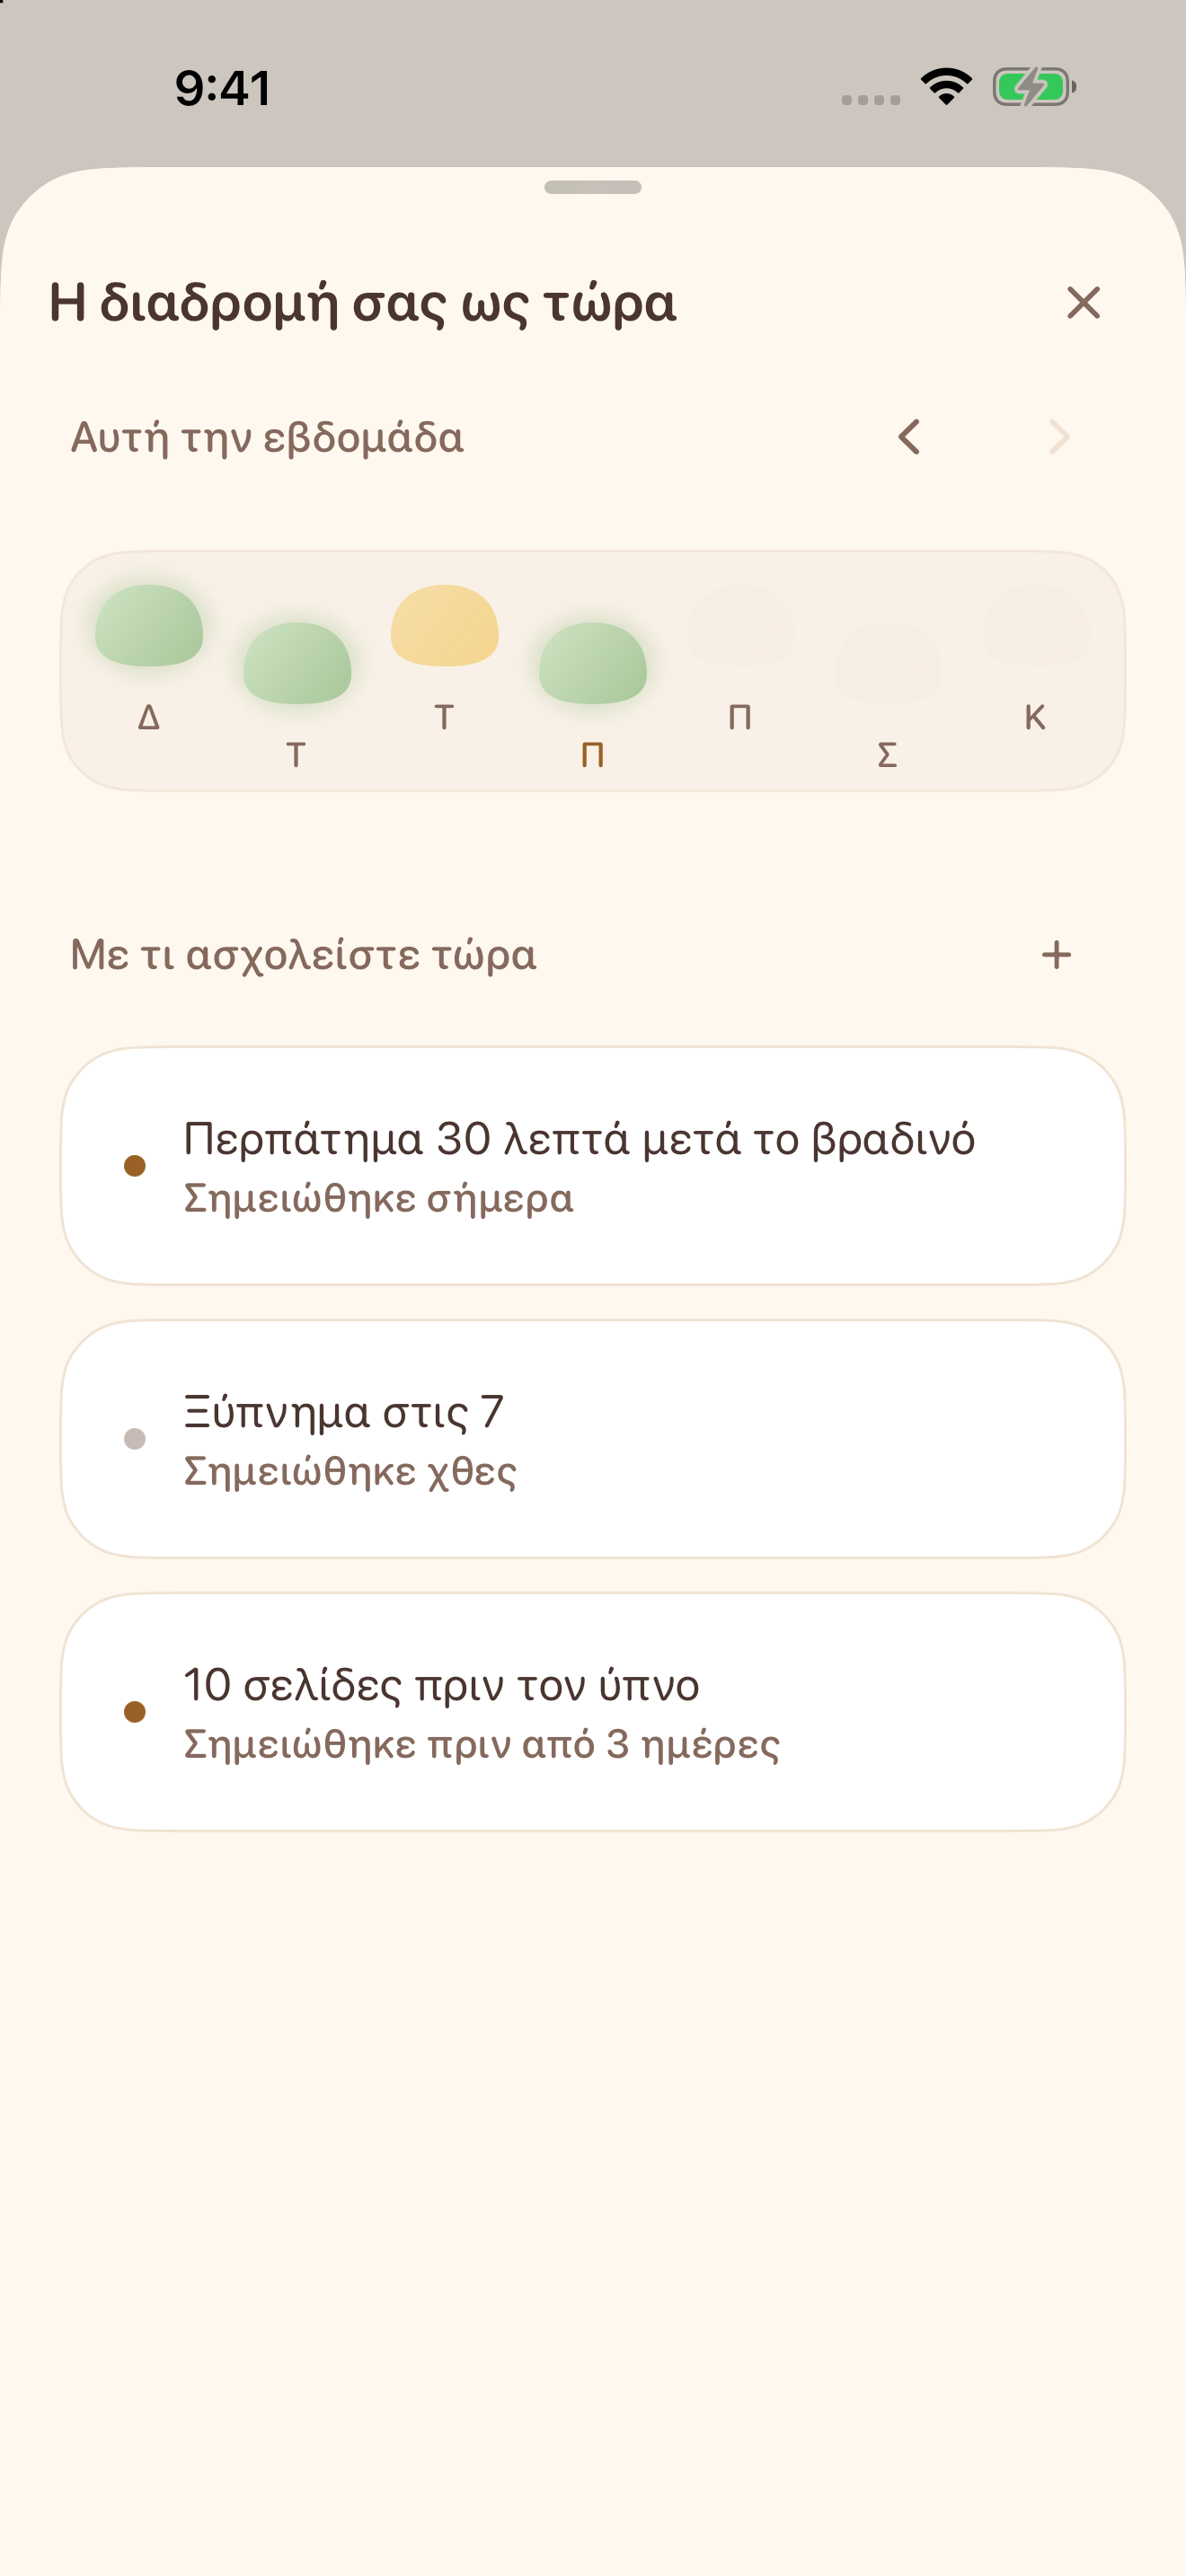 9:41
Η διαδρομή σας ως τώρα
Αυτή την εβδομάδα
Δ Τ Τ Π Π Σ Κ
Με τι ασχολείστε τώρα
Περπάτημα 30 λεπτά μετά το βραδινό
Σημειώθηκε σήμερα
Ξύπνημα στις 7
Σημειώθηκε χθες
10 σελίδες πριν τον ύπνο
Σημειώθηκε πριν από 3 ημέρες